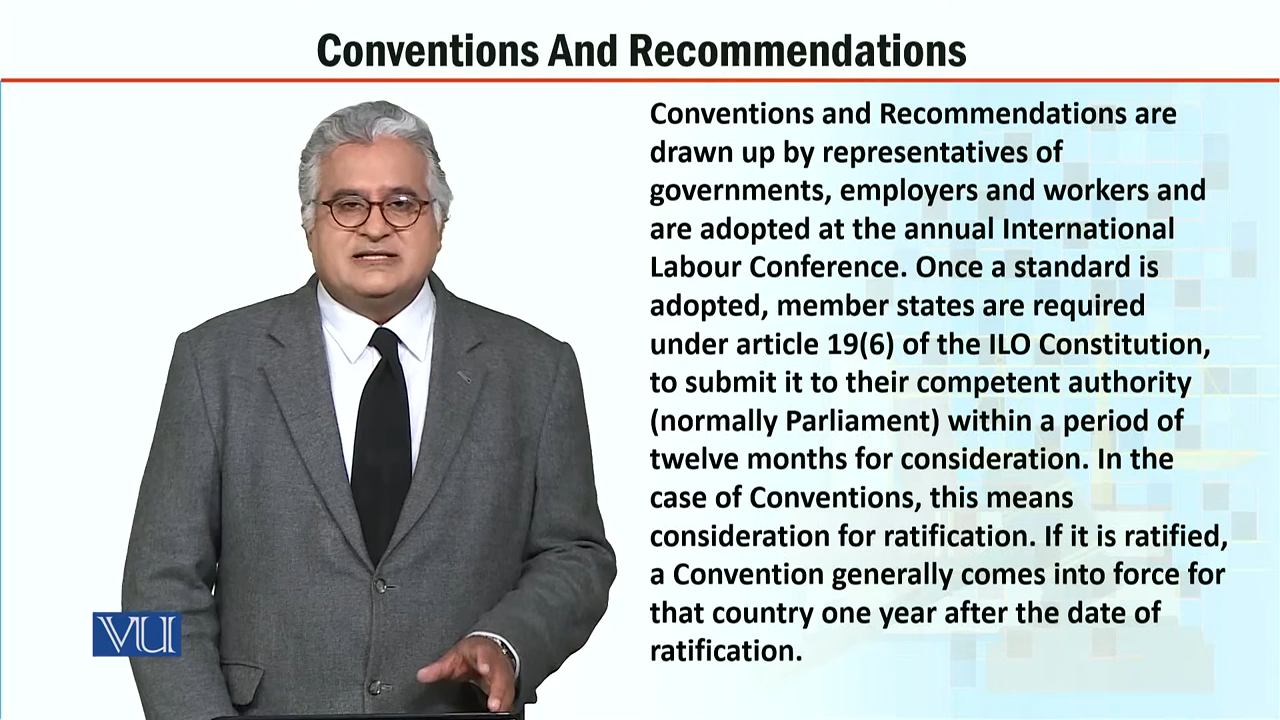 Conventions And Recommendations
Conventions and Recommendations are
drawn up by representatives of
governments, employers and workers and
are adopted at the annual International
Labour Conference. Once a standard is
adopted, member states are required
under article 19(6) of the ILO Constitution,
to submit it to their competent authority
(normally Parliament) within a period of
twelve months for consideration. In the
case of Conventions, this means
consideration for ratification. If it is ratified,
a Convention generally comes into force for
that country one year after the date of
ratification.
VU